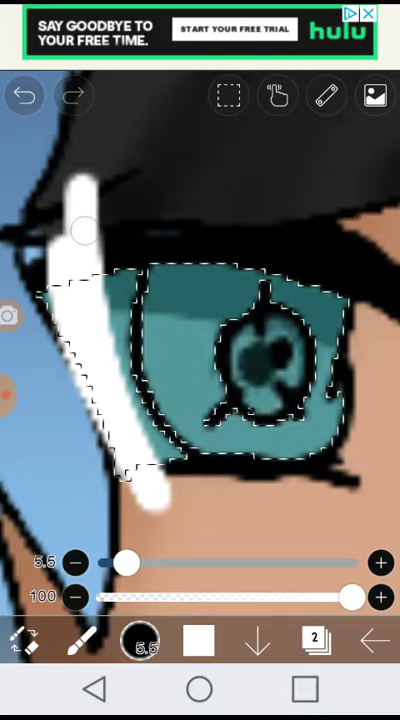 SAY GOODBYE TO
YOUR FREE TIME.
START YOUR FREE TRIAL
hulu
5.5
100
5.5
2